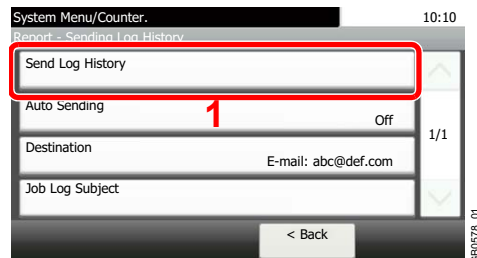 System Menu/Counter.
10:10
Report - Sending Log History
Send Log History
Auto Sending
1
Off
1/1
Destination
E-mail: abc@def.com
Job Log Subject
< Back